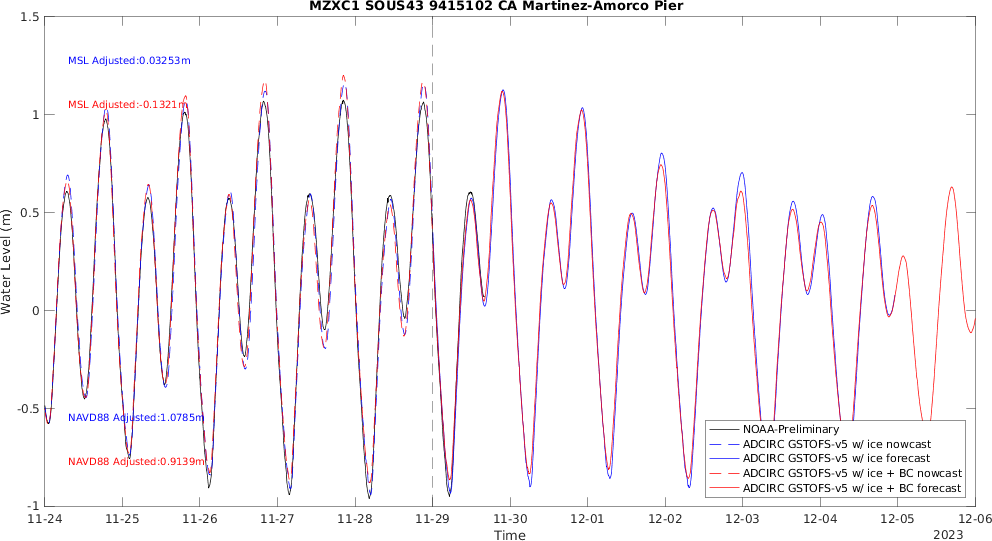 MZXC1 SOUS43 9415102 CA Martinez-Amorco Pier
1.5
MSL Adjusted:0.03253m
MSL Adjusted:-0.1321m
1
0.5
Water Level (m)
0
-0.5
NAVD88 Adjusted:1.0785m
NAVD88 Adjusted:0.9139m
-1
NOAA-Preliminary
ADCIRC GSTOFS-v5 w/ ice nowcast
ADCIRC GSTOFS-v5 w/ ice forecast
ADCIRC GSTOFS-v5 w/ ice + BC nowcast
ADCIRC GSTOFS-v5 w/ ice + BC forecast
11-24 11-25 11-26 11-27 11-28 11-29 11-30 12-01 12-02 12-03 12-04 12-05 12-06
Time
2023